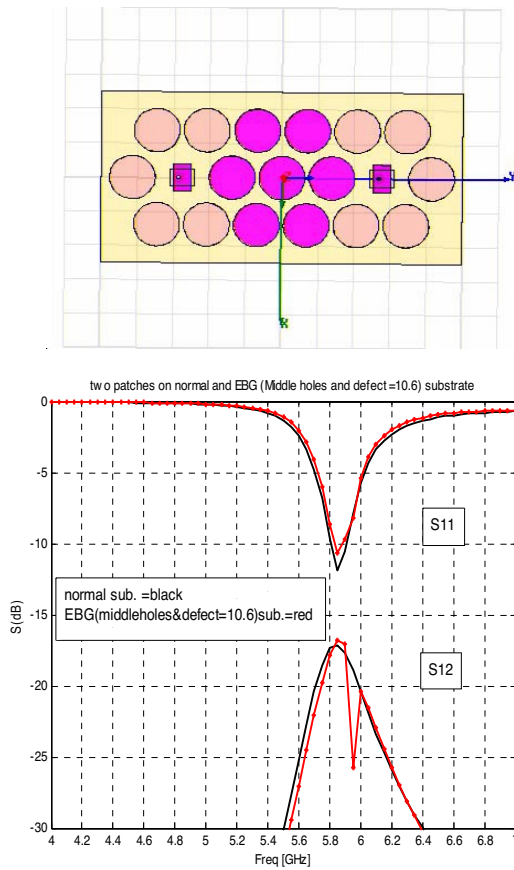 two patches on normal and EBG (Middle holes and defect =10.6) substrate
0
-5
-10
-15
-20
-25
-30
S(dB)
S11
normal sub. =black
EBG(middleholes&defect=10.6)sub.=red
S12
4 4.2 4.4 4.6 4.8 5 5.2 5.4 5.6 5.8 6 6.2 6.4 6.6 6.8
Freq [GHz]